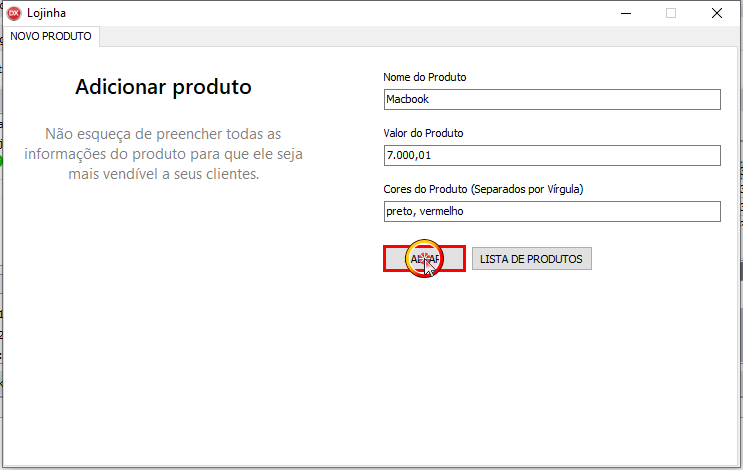 Lojinha
NOVO PRODUTO
Adicionar produto
Não esqueça de preencher todas as
informações do produto para que ele seja
mais vendível a seus clientes.
Nome do Produto
Macbook
Valor do Produto
7.000,01
Cores do Produto (Separados por Vírgula)
preto, vermelho
LISTA DE PRODUTOS